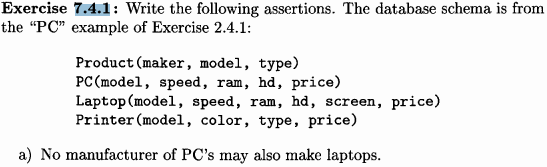 Exercise 7.4.1: Write the following assertions. The database schema is from
the “PC” example of Exercise 2.4.1:
Product(maker, model, type)
PC(model, speed, ram, hd, price)
Laptop(model, speed, ram, hd, screen, price)
Printer(model, color, type, price)
a) No manufacturer of PC's may also make laptops.